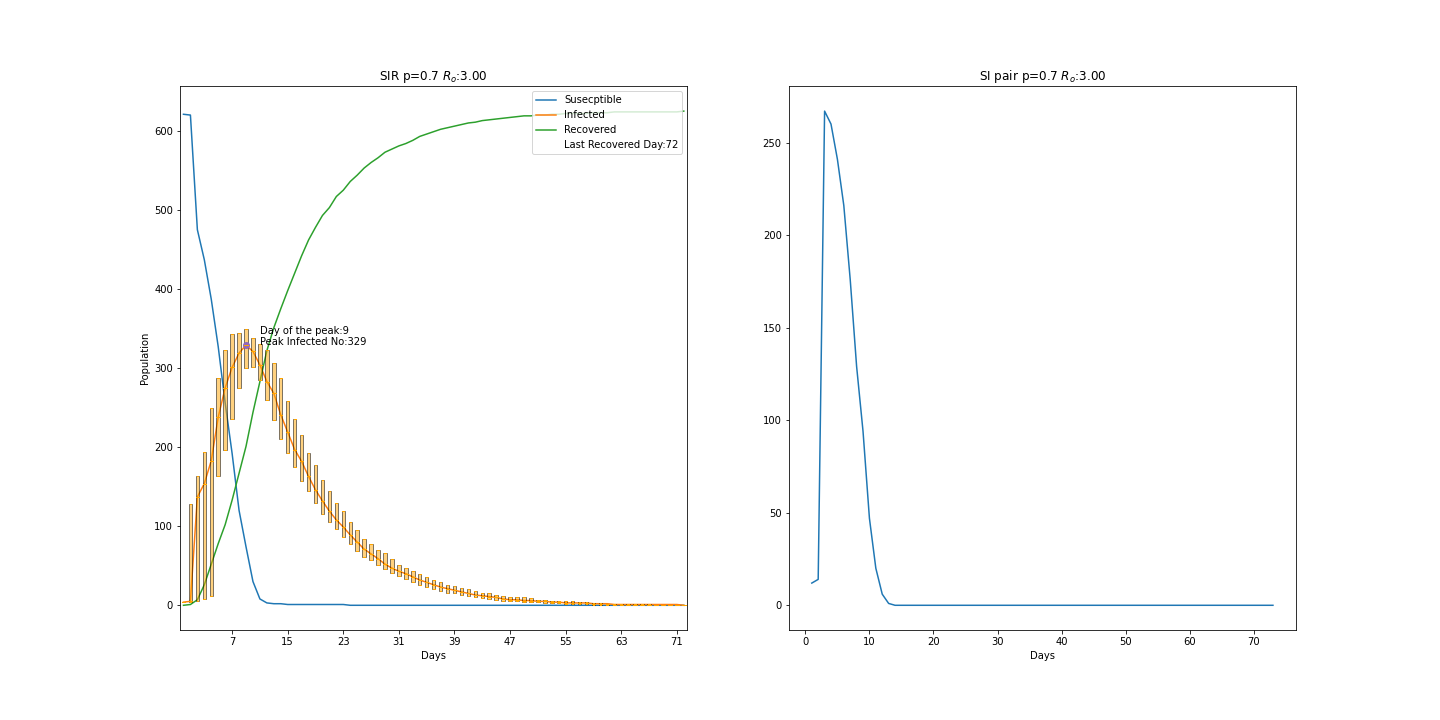 SIR p=0.7 Ro:3.00
Susecptible
Infected
Recovered
Last Recovered Day:72
Day of the peak:9
Peak Infected No:329
Population
600
500
400
300
200
100
0
7 15 23 31 39 47 55 63 71
Days
SI pair p=0.7 Ro:3.00
250
200
150
100
50
0
0 10 20 30 40 50 60 70
Days